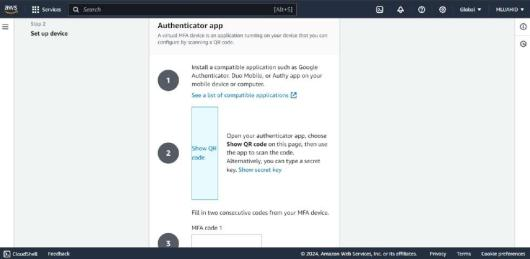 aws
Services
Search
[Alt+S]
Global
MUJAHID
Step 2
Set up device
Authenticator app
A virtual MFA device is an application running on your device that you can
configure by scanning a QR code.
1
Install a compatible application such as Google
Authenticator, Duo Mobile, or Authy app on your
mobile device or computer.
See a list of compatible applications
2
Show QR
code
Open your authenticator app, choose
Show QR code on this page, then use
the app to scan the code.
Alternatively, you can type a secret
key. Show secret key
Fill in two consecutive codes from your MFA device.
MFA code 1
3
CloudShell
Feedback
© 2024, Amazon Web Services, Inc. or its affiliates.
Privacy
Terms
Cookie preferences